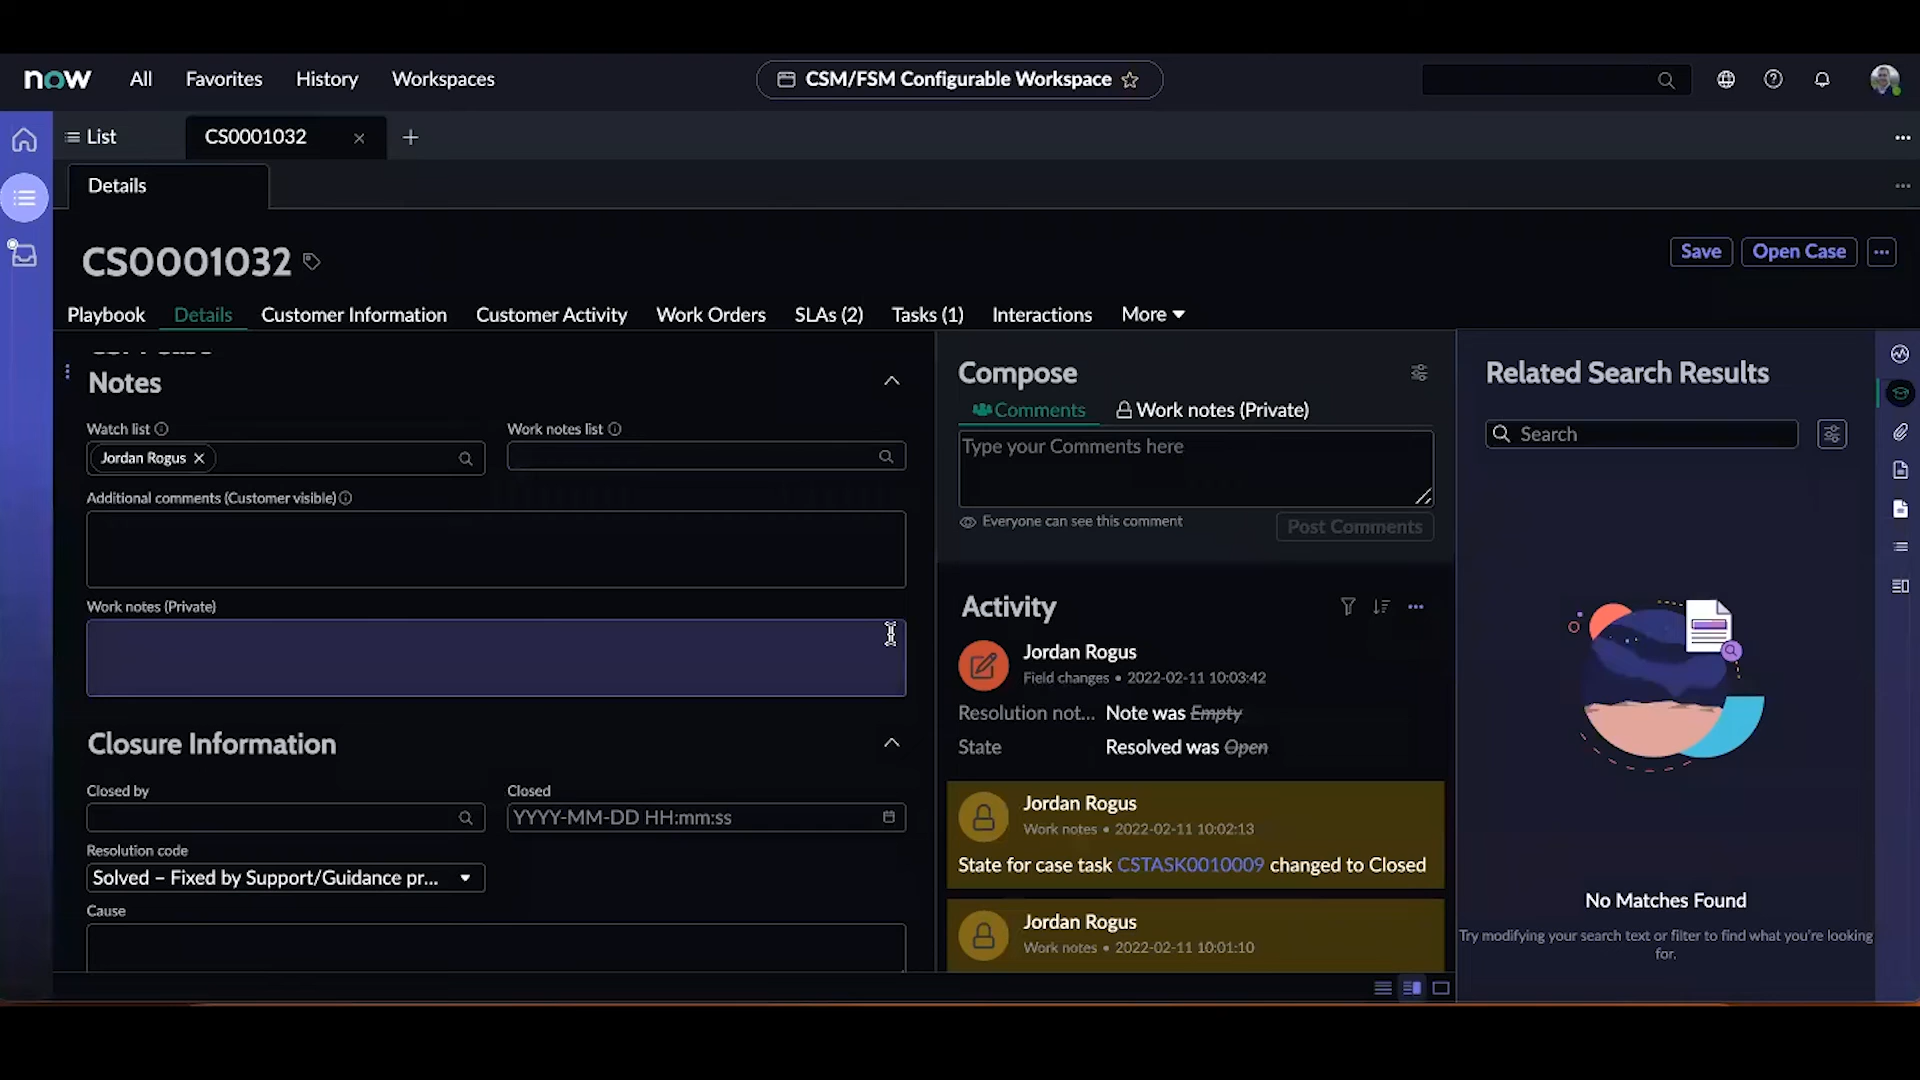 now
All
Favorites
History
Workspaces
CSM/FSM Configurable Workspace
List
CS0001032
Details
CS0001032
Save
Open Case
Playbook
Details
Customer Information
Customer Activity
Work Orders
SLAs (2)
Tasks (1)
Interactions
More
Notes
Watch list
Work notes list
Jordan Rogus
Additional comments (Customer visible)
Work notes (Private)
Closure Information
Closed by
Closed
YYYY-MM-DD HH:mm:ss
Resolution code
Solved – Fixed by Support/Guidance pr...
Cause
Compose
Comments
Work notes (Private)
Type your Comments here
Everyone can see this comment
Post Comments
Activity
Jordan Rogus
Field changes • 2022-02-11 10:03:42
Resolution not... Note was Empty
State Resolved was Open
Jordan Rogus
Work notes • 2022-02-11 10:02:13
State for case task CSTASK0010009 changed to Closed
Jordan Rogus
Work notes • 2022-02-11 10:01:10
Related Search Results
Search
No Matches Found
Try modifying your search text or filter to find what you're looking
for.